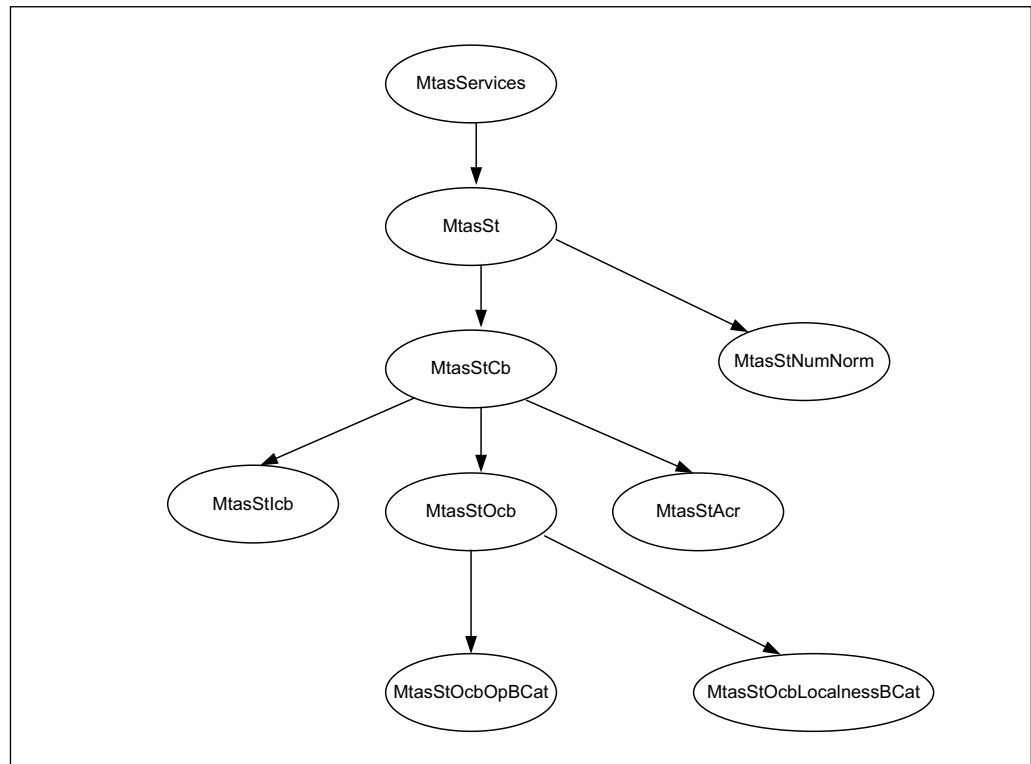 MtasServices
MtasSt
MtasStNumNorm
MtasStCb
MtasStIcb
MtasStOcb
MtasStAcr
MtasStOcbOpBCat
MtasStOcbLocalnessBCat